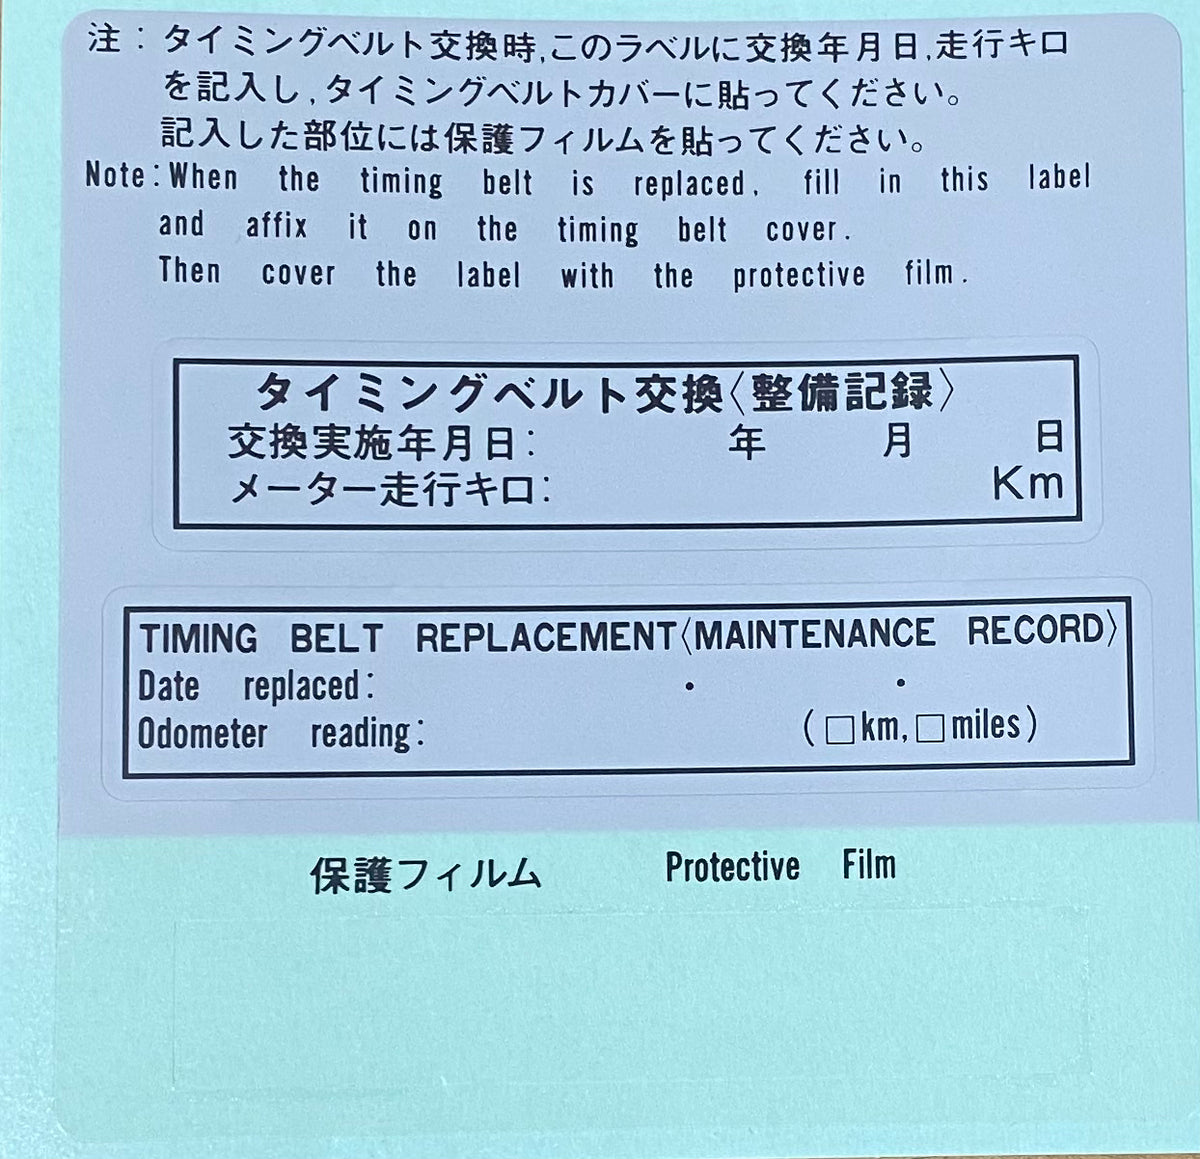 注：タイミングベルト交換時,このラベルに交換年月日,走行キロ
を記入し,タイミングベルトカバーに貼ってください。
記入した部位には保護フィルムを貼ってください。
Note:When the timing belt is replaced, fill in this label
and affix it on the timing belt cover.
Then cover the label with the protective film.
タイミングベルト交換〈整備記録〉
交換実施年月日: 年 月 日
メーター走行キロ: Km
TIMING BELT REPLACEMENT〈MAINTENANCE RECORD〉
Date replaced: ・ ・
Odometer reading: (□km,□miles)
保護フィルム Protective Film